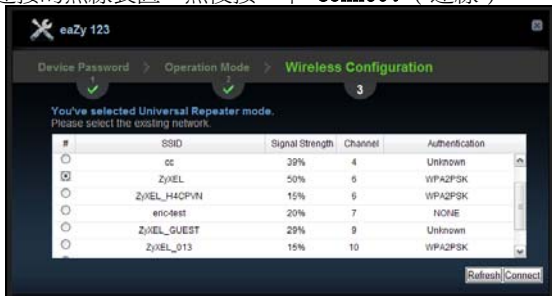 eaZy 123
Device Password > Operation Mode > Wireless Configuration
1 2 3
You've selected Universal Repeater mode.
Please select the existing network.
# SSID Signal Strength Channel Authentication
cc 39% 4 Unknown
ZyXEL 50% 6 WPA2PSK
ZyXEL_H4CPVN 15% 6 WPA2PSK
enc-test 20% 7 NONE
ZyXEL_GUEST 29% 9 Unknown
ZyXEL_013 15% 10 WPA2PSK
Refresh Connect